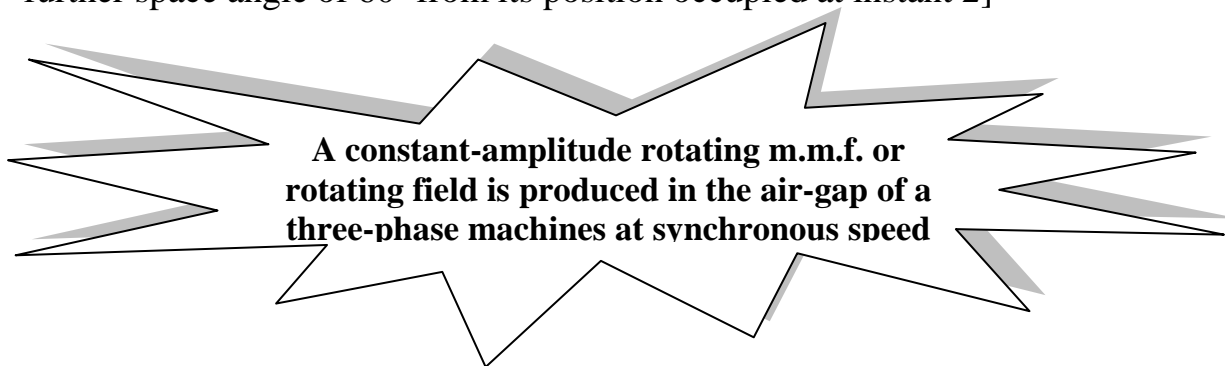 further space angle of 60° from its position occupied at instant 2]
A constant-amplitude rotating m.m.f. or
rotating field is produced in the air-gap of a
three-phase machines at synchronous speed